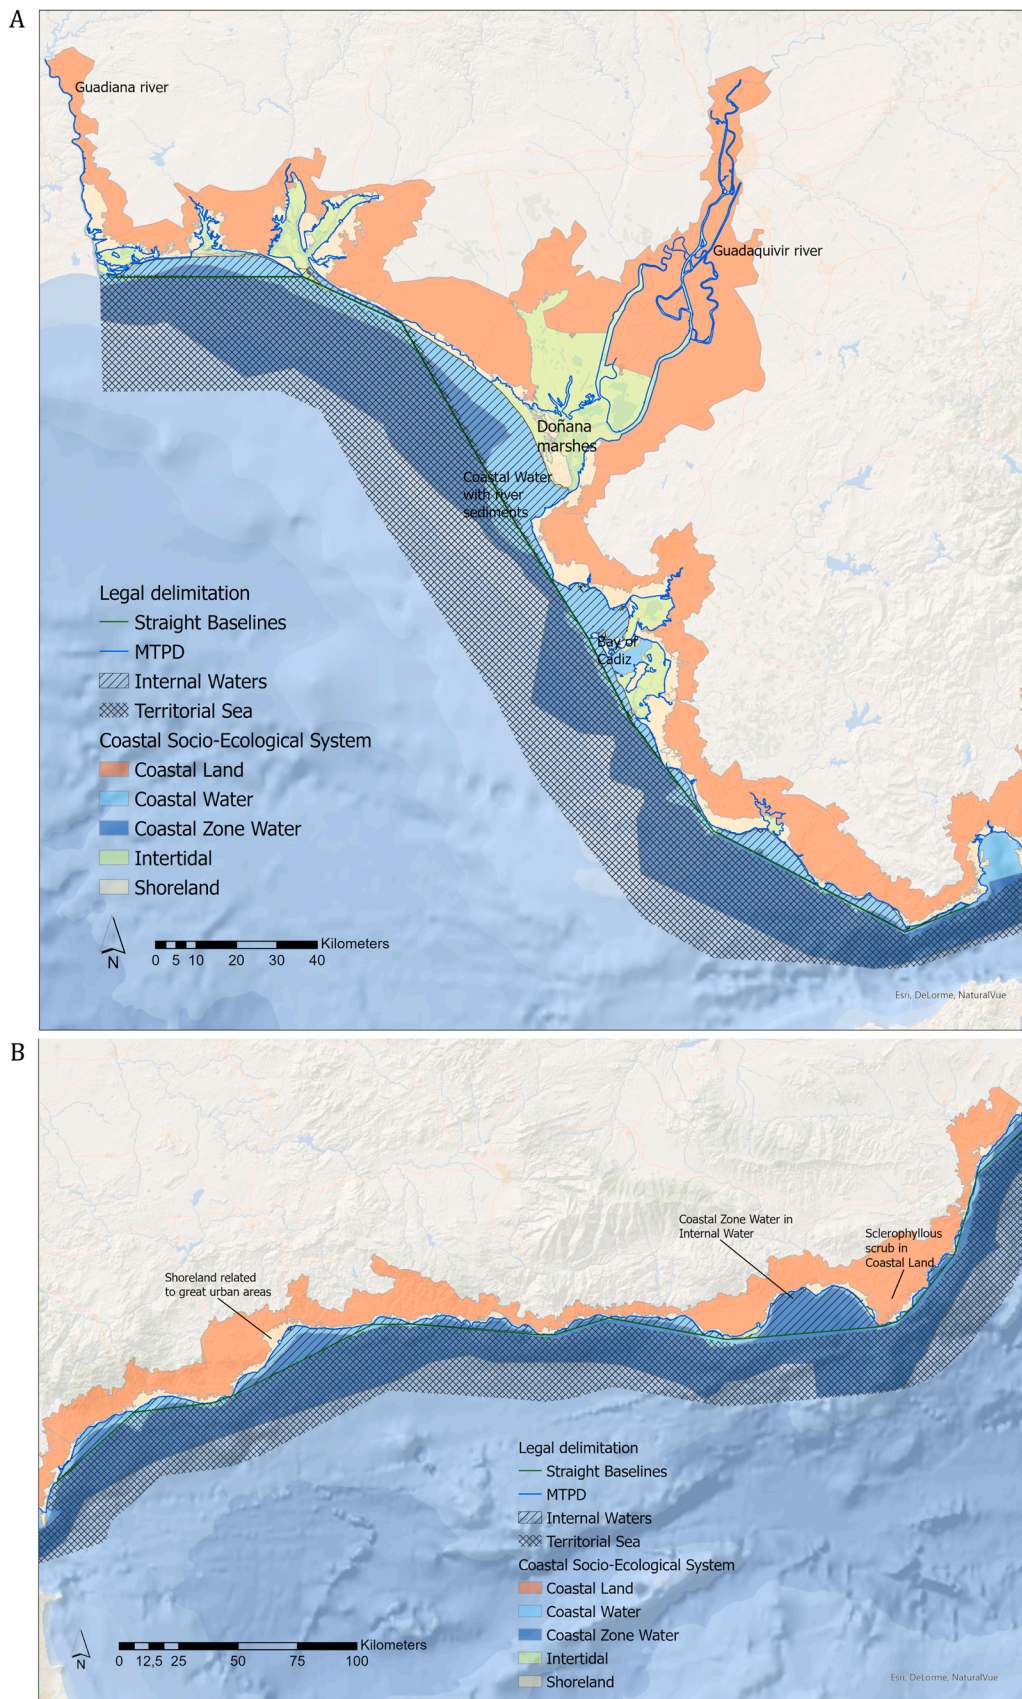 A
Guadiana river
Guadaquivir river
Doñana
marshes
Coastal Water
with river
sediments
Bay of
Cadiz
Legal delimitation
Straight Baselines
MTPD
Internal Waters
Territorial Sea
Coastal Socio-Ecological System
Coastal Land
Coastal Water
Coastal Zone Water
Intertidal
Shoreland
N
Kilometers
0 5 10 20 30 40
Esri, DeLorme, NaturalVue
B
Coastal Zone Water in
Internal Water
Sclerophyllous
scrub in
Coastal Land
Shoreland related
to great urban areas
Legal delimitation
Straight Baselines
MTPD
Internal Waters
Territorial Sea
Coastal Socio-Ecological System
Coastal Land
Coastal Water
Coastal Zone Water
Intertidal
Shoreland
N
Kilometers
0 12,5 25 50 75 100
Esri, DeLorme, NaturalVue